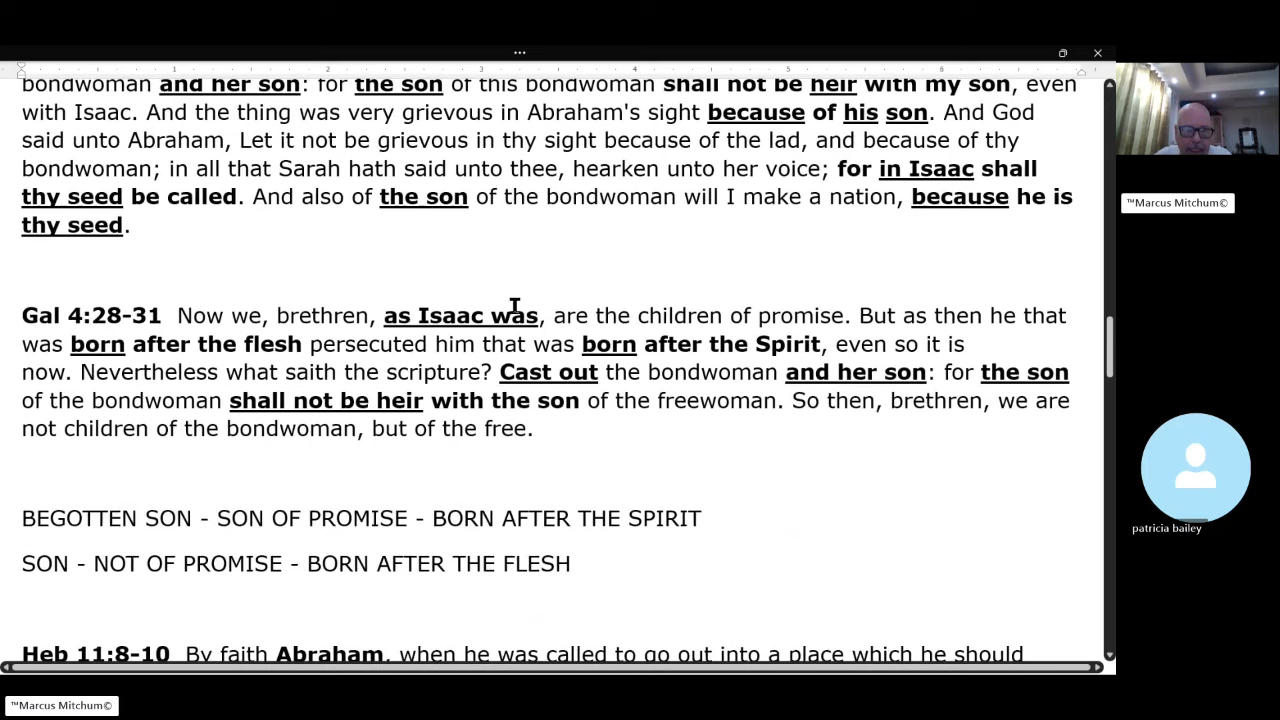 bondwoman and her son: for the son of this bondwoman shall not be heir with my son, even
with Isaac. And the thing was very grievous in Abraham's sight because of his son. And God
said unto Abraham, Let it not be grievous in thy sight because of the lad, and because of thy
bondwoman; in all that Sarah hath said unto thee, hearken unto her voice; for in Isaac shall
thy seed be called. And also of the son of the bondwoman will I make a nation, because he is
thy seed.
Gal 4:28-31  Now we, brethren, as Isaac was, are the children of promise. But as then he that
was born after the flesh persecuted him that was born after the Spirit, even so it is
now. Nevertheless what saith the scripture? Cast out the bondwoman and her son: for the son
of the bondwoman shall not be heir with the son of the freewoman. So then, brethren, we are
not children of the bondwoman, but of the free.
BEGOTTEN SON - SON OF PROMISE - BORN AFTER THE SPIRIT
SON - NOT OF PROMISE - BORN AFTER THE FLESH
Heb 11:8-10  By faith Abraham, when he was called to go out into a place which he should
1 2 3 4 5
™Marcus Mitchum©
patricia bailey
™Marcus Mitchum©